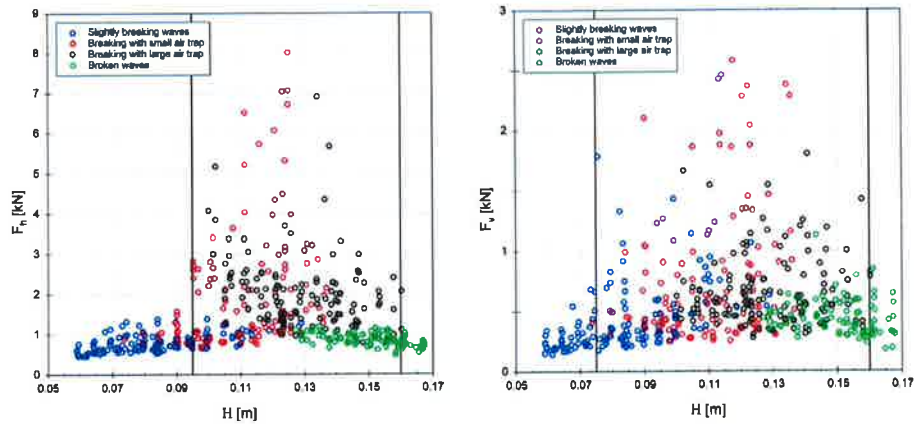 9
8
7
6
5
4
3
2
1
0
F_h [kN]
Slightly breaking waves
Breaking with small air trap
Breaking with large air trap
Broken waves
0.05 0.07 0.09 0.11 0.13 0.15 0.17
H [m]
3
2
1
0
F_v [kN]
Slightly breaking waves
Breaking with small air trap
Breaking with large air trap
Broken waves
0.05 0.07 0.09 0.11 0.13 0.15 0.17
H [m]